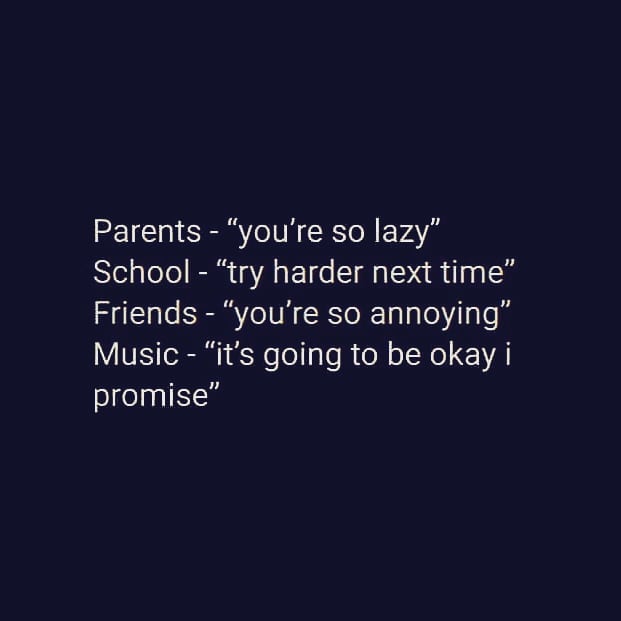 Parents - “you’re so lazy”
School - “try harder next time”
Friends - “you’re so annoying”
Music - “it’s going to be okay i
promise”